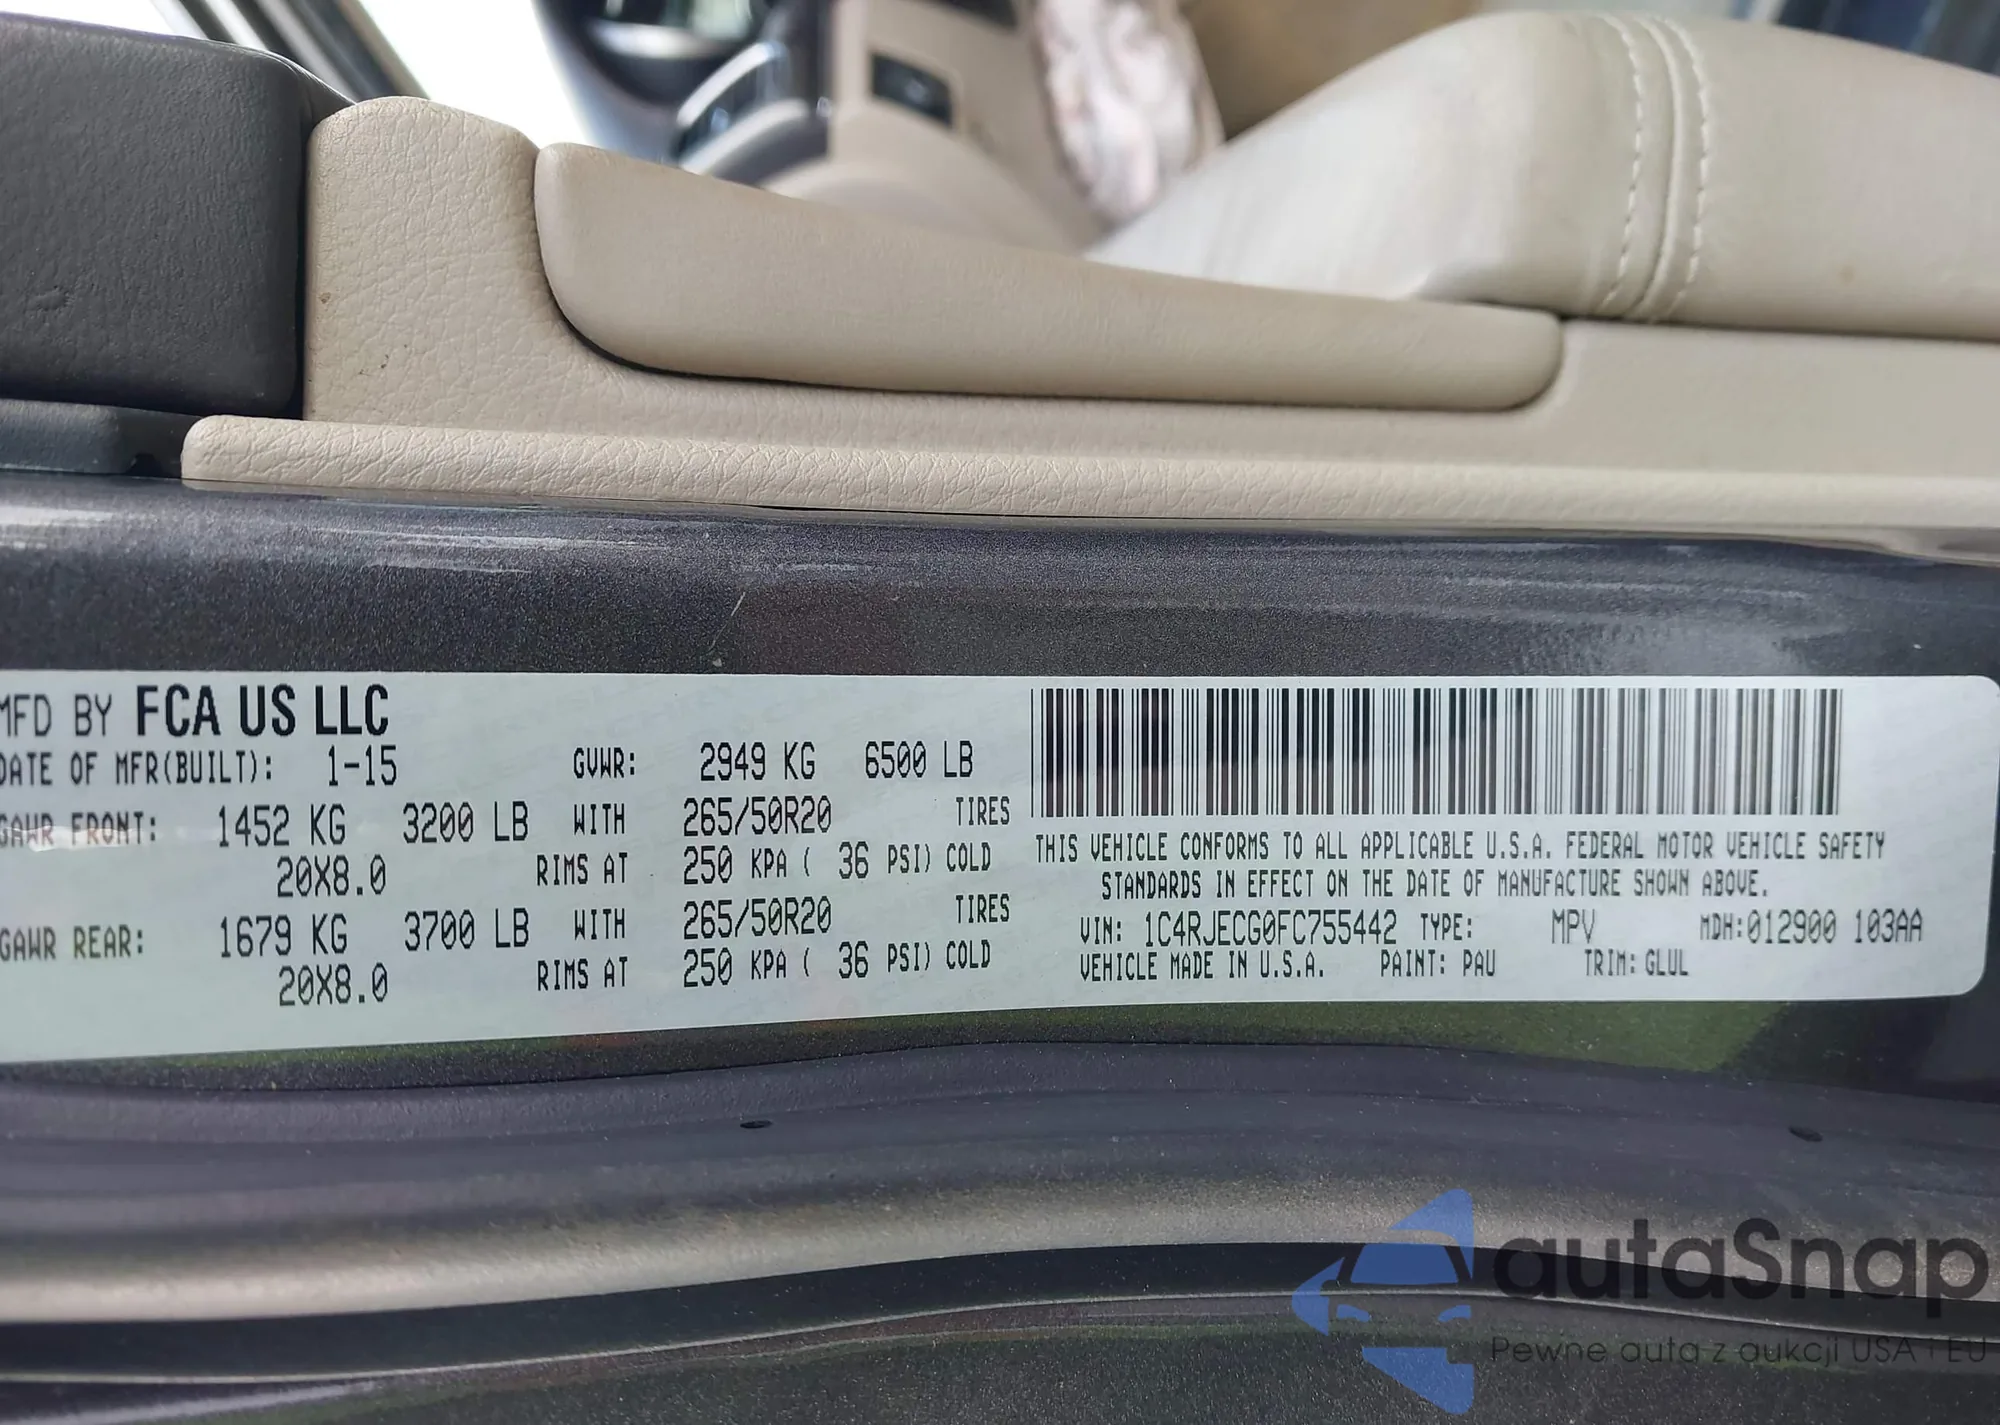 MFD BY FCA US LLC
DATE OF MFR(BUILT): 1-15 GVWR: 2949 KG 6500 LB
GAWR FRONT: 1452 KG 3200 LB WITH 265/50R20 TIRES
20X8.0 RIMS AT 250 KPA ( 36 PSI) COLD
GAWR REAR: 1679 KG 3700 LB WITH 265/50R20 TIRES
20X8.0 RIMS AT 250 KPA ( 36 PSI) COLD
THIS VEHICLE CONFORMS TO ALL APPLICABLE U.S.A. FEDERAL MOTOR VEHICLE SAFETY
STANDARDS IN EFFECT ON THE DATE OF MANUFACTURE SHOWN ABOVE.
VIN: 1C4RJECG0FC755442 TYPE: MPV MDH:012900 103AA
VEHICLE MADE IN U.S.A. PAINT: PAU TRIM: GLUL
autaSnap
Pewne auta z aukcji USA i EU